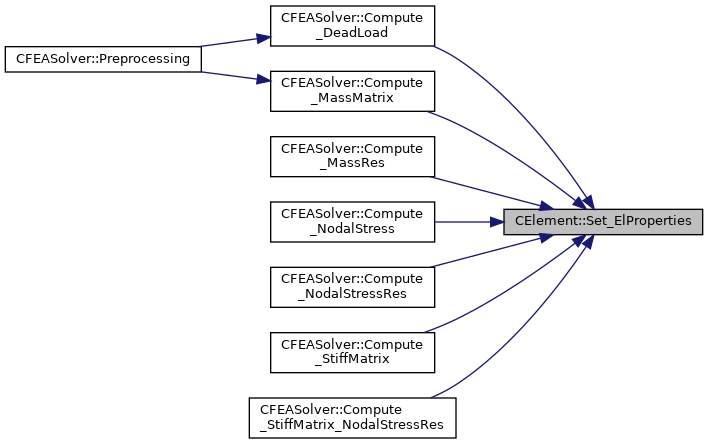 CFEASolver::Preprocessing
CFEASolver::Compute
_DeadLoad
CFEASolver::Compute
_MassMatrix
CFEASolver::Compute
_MassRes
CFEASolver::Compute
_NodalStress
CFEASolver::Compute
_NodalStressRes
CFEASolver::Compute
_StiffMatrix
CFEASolver::Compute
_StiffMatrix_NodalStressRes
CElement::Set_ElProperties